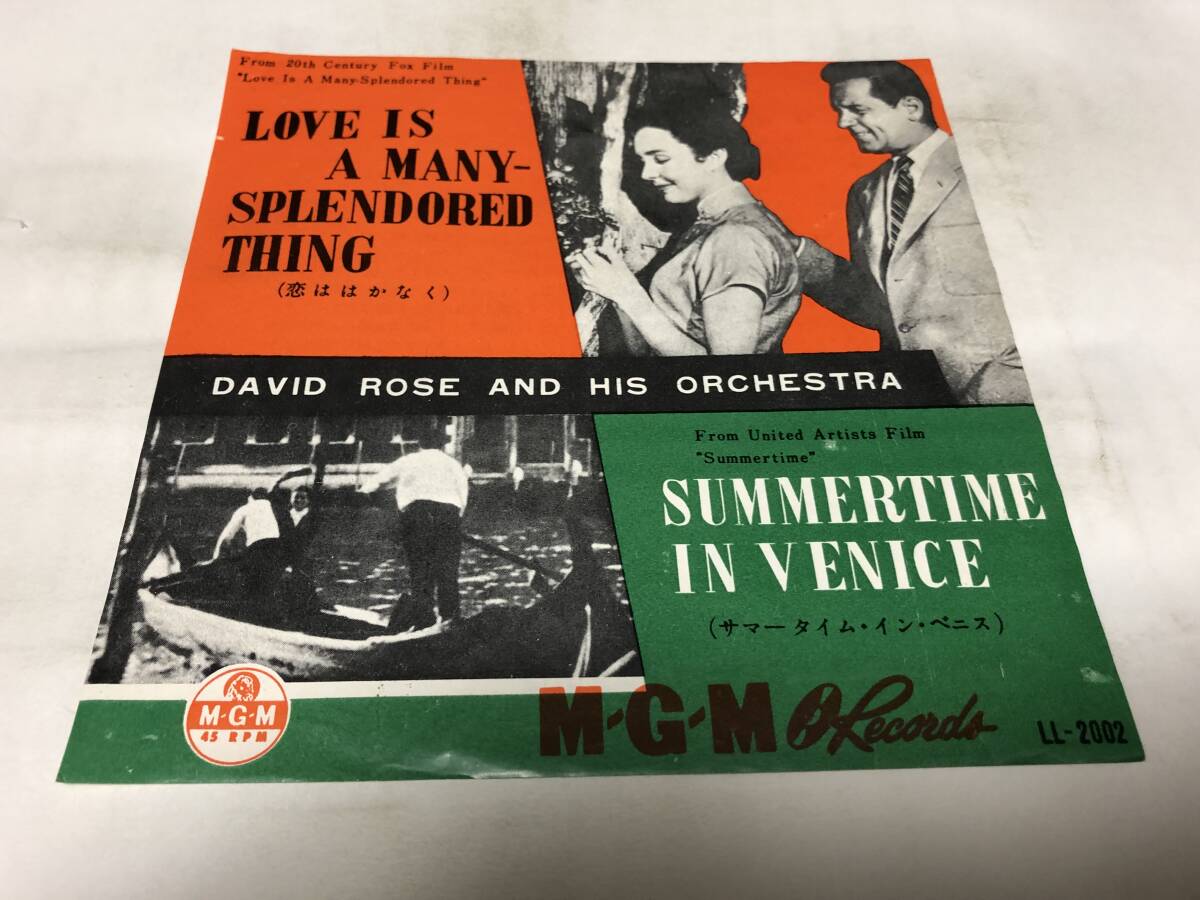 From 20th Century Fox Film
"Love Is A Many-Splendored Thing"
LOVE IS
A MANY-
SPLENDORED
THING
(恋ははかなく)
DAVID ROSE AND HIS ORCHESTRA
From United Artists Film
"Summertime"
SUMMERTIME
IN VENICE
(サマータイム・イン・ベニス)
M-G-M
45 RPM
M-G-M Records
LL-2002